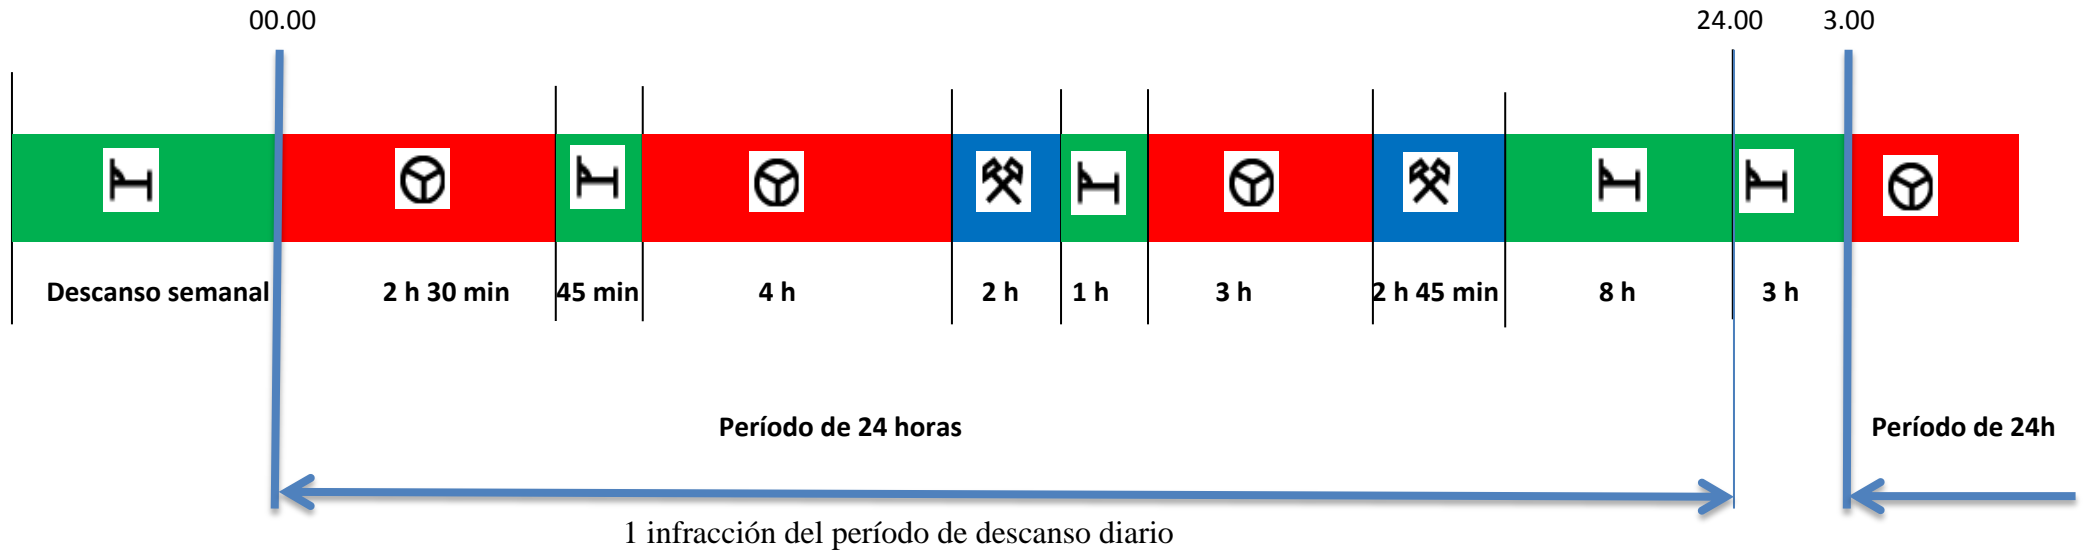 00.00 24.00 3.00
Descanso semanal 2 h 30 min 45 min 4 h 2 h 1 h 3 h 2 h 45 min 8 h 3 h
Período de 24 horas Período de 24h
1 infracción del período de descanso diario